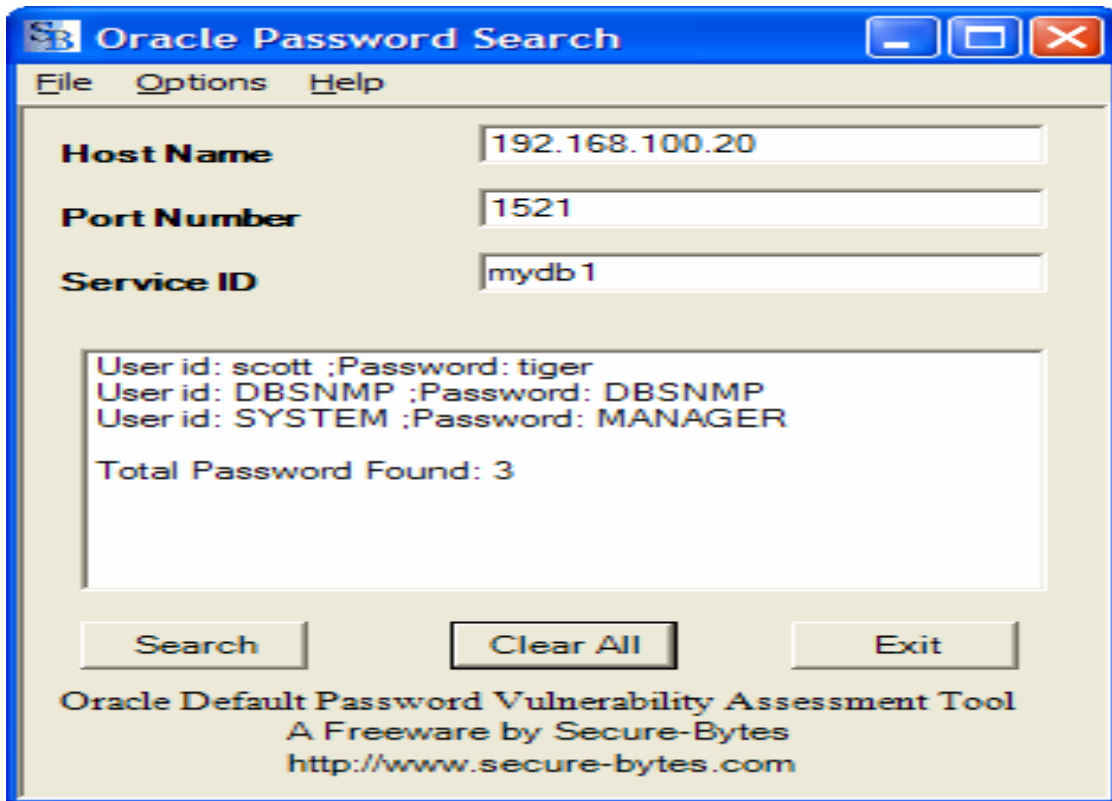 SB Oracle Password Search
File Options Help
Host Name 192.168.100.20
Port Number 1521
Service ID mydb1
User id: scott ;Password: tiger
User id: DBSNMP ;Password: DBSNMP
User id: SYSTEM ;Password: MANAGER
Total Password Found: 3
Search Clear All Exit
Oracle Default Password Vulnerability Assessment Tool
A Freeware by Secure-Bytes
http://www.secure-bytes.com